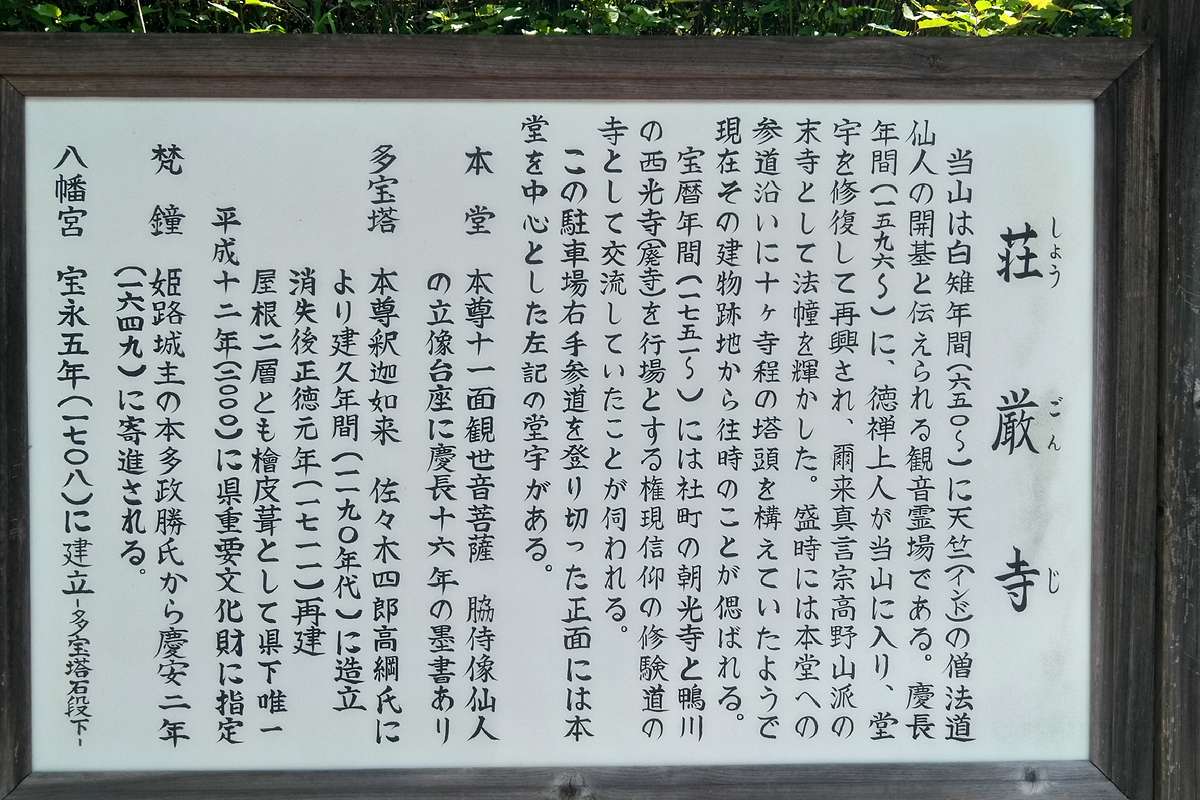 荘厳寺
しょうごんじ
当山は白雉年間(六五〇〜)に天竺(インド)の僧法道
仙人の開基と伝えられる観音霊場である。慶長
年間(一五九六〜)に、徳禅上人が当山に入り、堂
宇を修復して再興され、爾来真言宗高野山派の
末寺として法幢を輝かした。盛時には本堂への
参道沿いに十ヶ寺程の塔頭を構えていたようで
現在その建物跡地から往時のことが偲ばれる。
宝暦年間(一七五一〜)には社町の朝光寺と鴨川
の西光寺(廃寺)を行場とする権現信仰の修験道の
寺として交流していたことが伺われる。
この駐車場右手参道を登り切った正面には本
堂を中心とした左記の堂宇がある。
本堂 本尊十一面観世音菩薩 脇侍像仙人
の立像台座に慶長十六年の墨書あり
多宝塔 本尊釈迦如来 佐々木四郎高綱氏に
より建久年間(一一九〇年代)に造立
消失後正徳元年(一七一一)再建
屋根二層とも檜皮葺として県下唯一
平成十二年(二〇〇〇)に県重要文化財に指定
梵鐘 姫路城主の本多政勝氏から慶安二年
(一六四九)に寄進される。
八幡宮 宝永五年(一七〇八)に建立-多宝塔石段下-